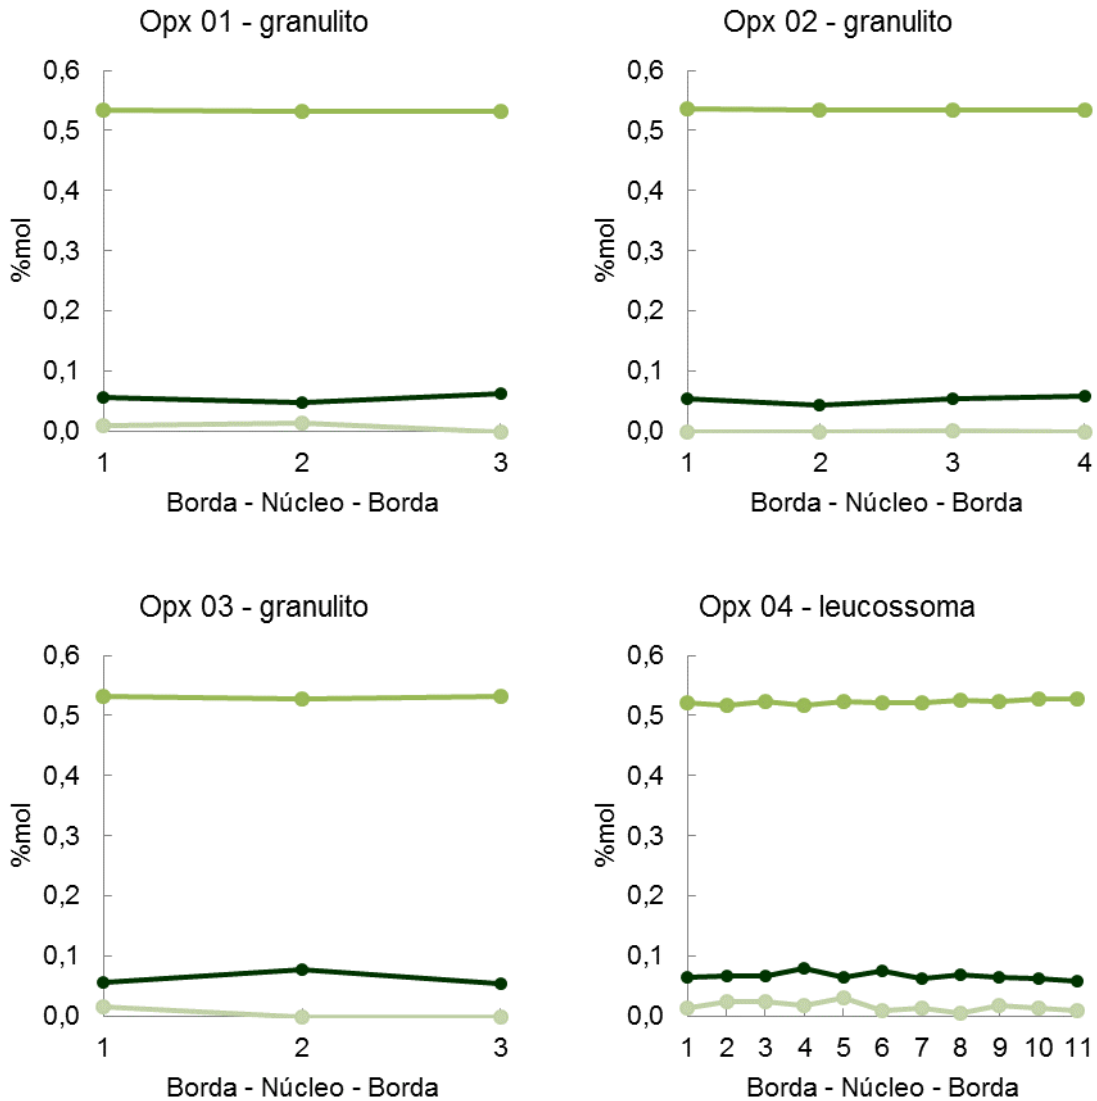 Opx 01 - granulito
0,6
0,5
0,4
0,3
0,2
0,1
0,0
%mol
1 2 3
Borda - Núcleo - Borda
Opx 02 - granulito
0,6
0,5
0,4
0,3
0,2
0,1
0,0
%mol
1 2 3 4
Borda - Núcleo - Borda
Opx 03 - granulito
0,6
0,5
0,4
0,3
0,2
0,1
0,0
%mol
1 2 3
Borda - Núcleo - Borda
Opx 04 - leucossoma
0,6
0,5
0,4
0,3
0,2
0,1
0,0
%mol
1 2 3 4 5 6 7 8 9 10 11
Borda - Núcleo - Borda